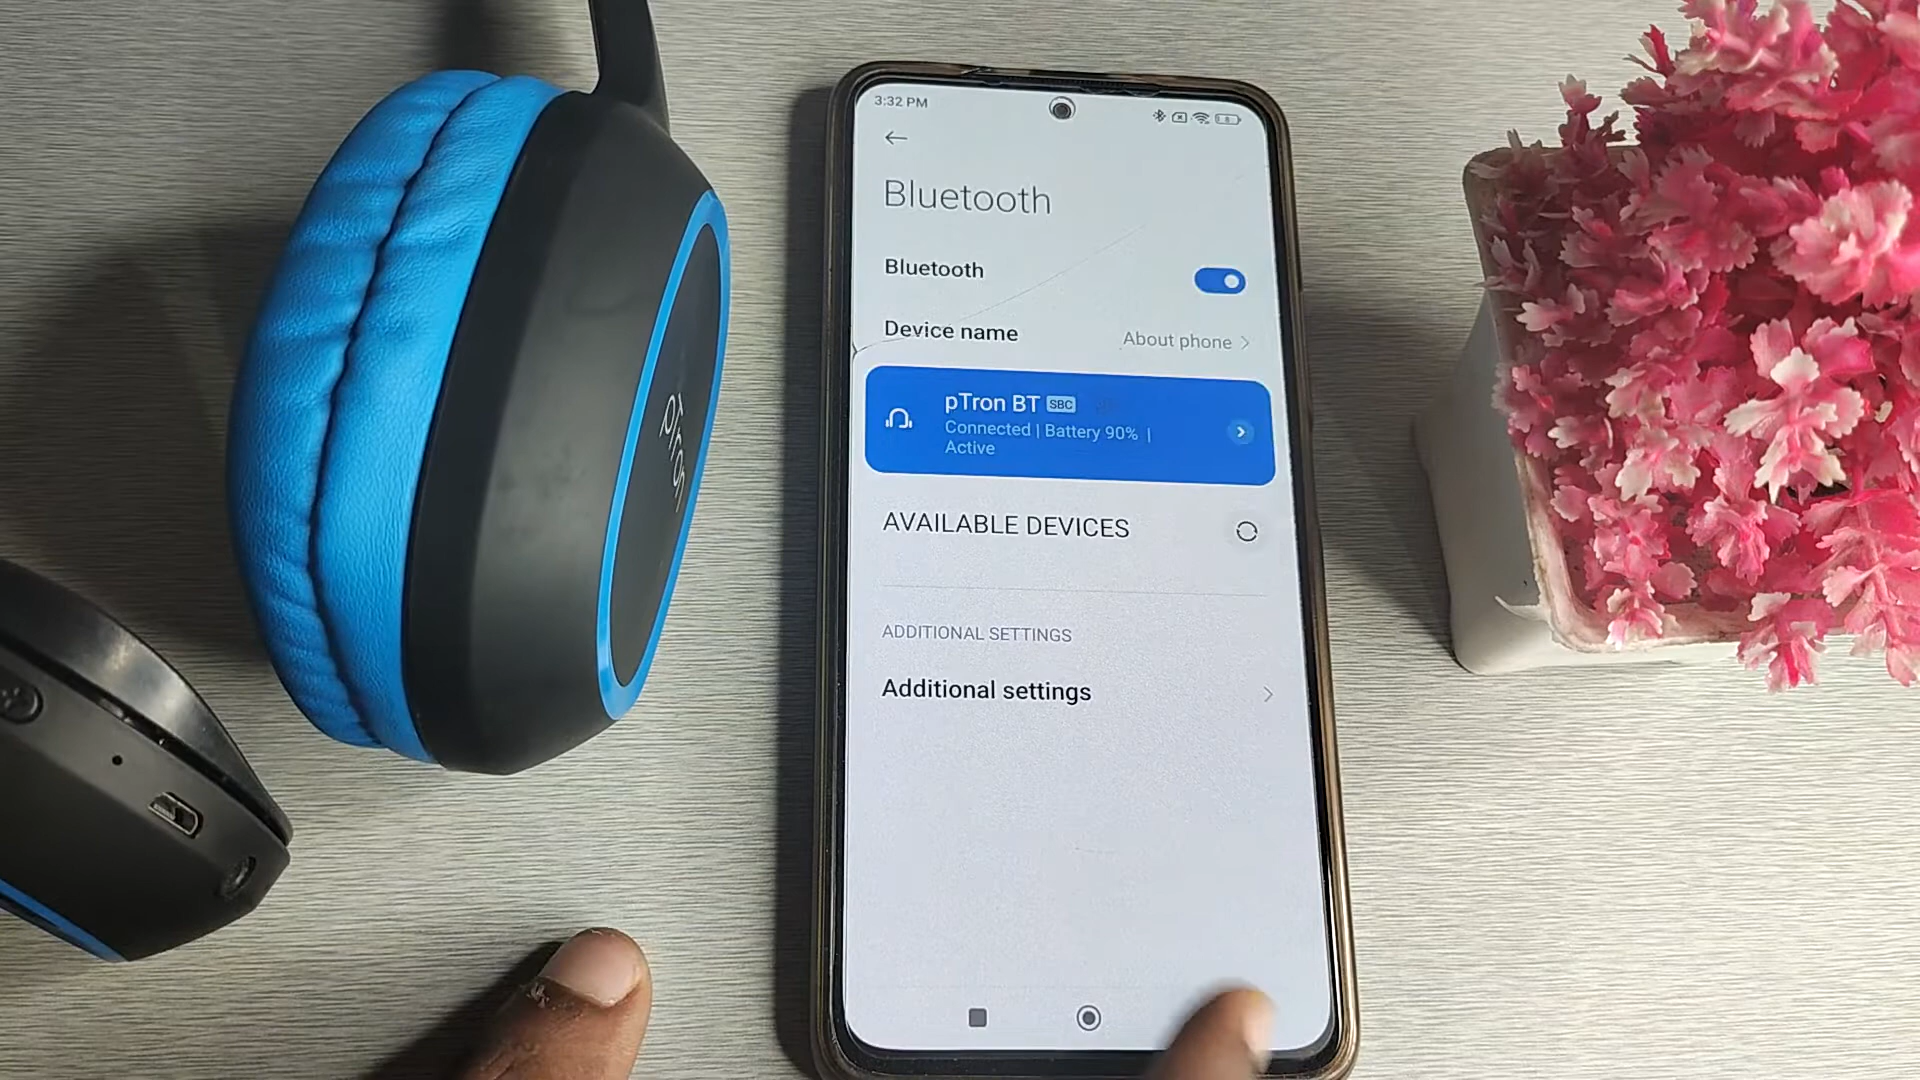 3:32 PM
Bluetooth
Bluetooth
Device name
About phone
pTron BT SBC
Connected | Battery 90% |
Active
AVAILABLE DEVICES
ADDITIONAL SETTINGS
Additional settings
pTron